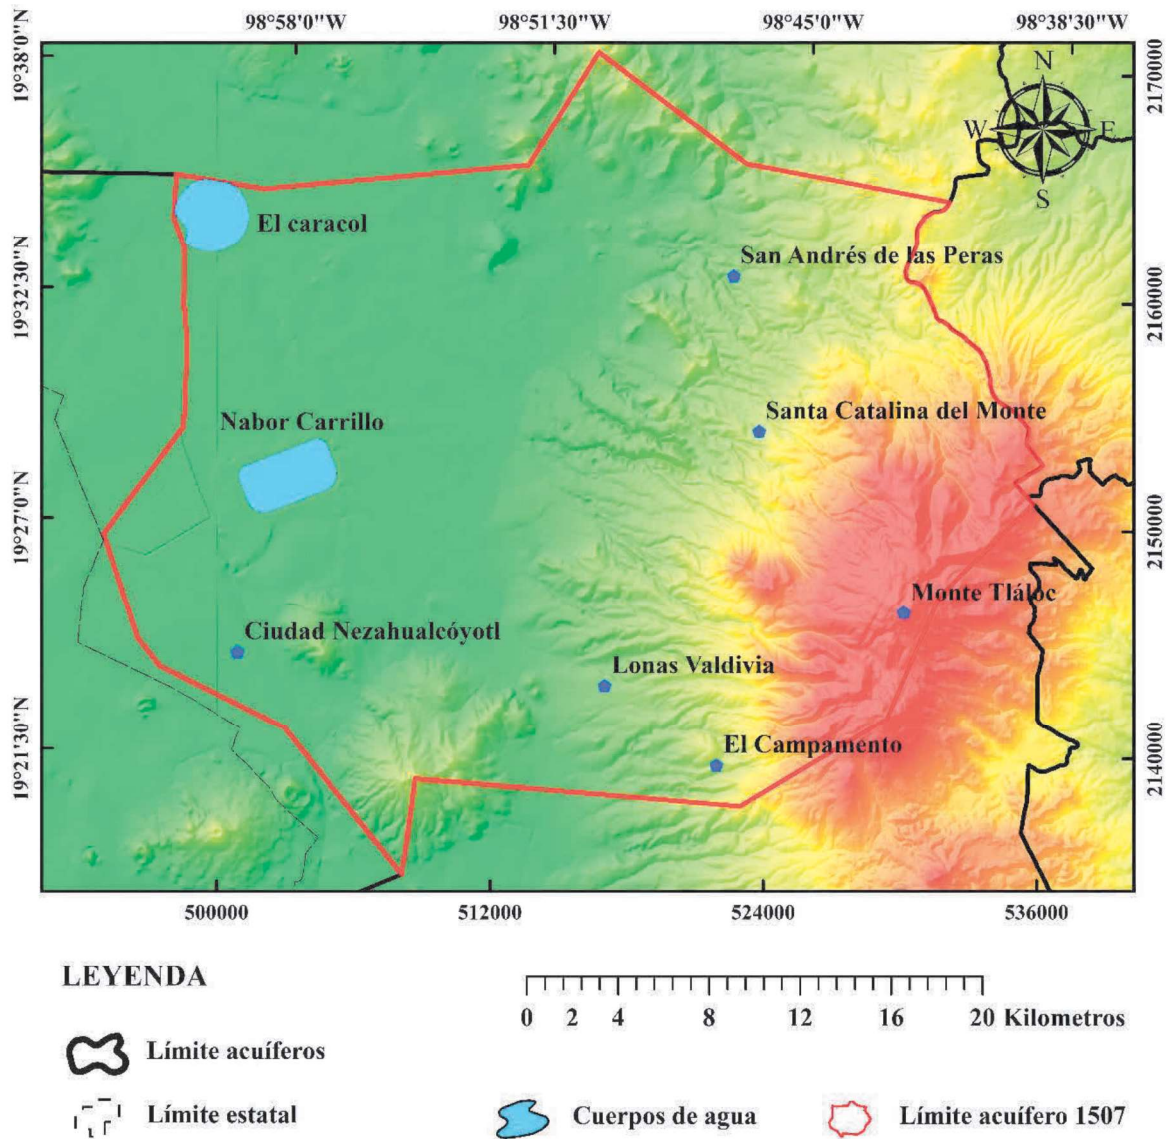 98°58'0"W 98°51'30"W 98°45'0"W 98°38'30"W
19°38'0"N
2170000
N
W E
S
El caracol
San Andrés de las Peras
19°32'30"N
2160000
Nabor Carrillo
Santa Catalina del Monte
19°27'0"N
2150000
Monte Tláloc
Ciudad Nezahualcóyotl
Lonas Valdivia
El Campamento
19°21'30"N
2140000
500000 512000 524000 536000
LEYENDA
0 2 4 8 12 16 20 Kilometros
Límite acuíferos
Límite estatal
Cuerpos de agua
Límite acuífero 1507